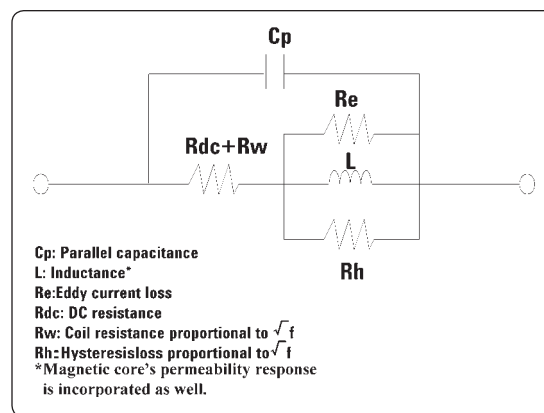 Cp
Re
Rdc+Rw
L
Rh
Cp: Parallel capacitance
L: Inductance*
Re:Eddy current loss
Rdc: DC resistance
Rw: Coil resistance proportional to √f
Rh:Hysteresisloss proportional to √f
*Magnetic core's permeability response
is incorporated as well.